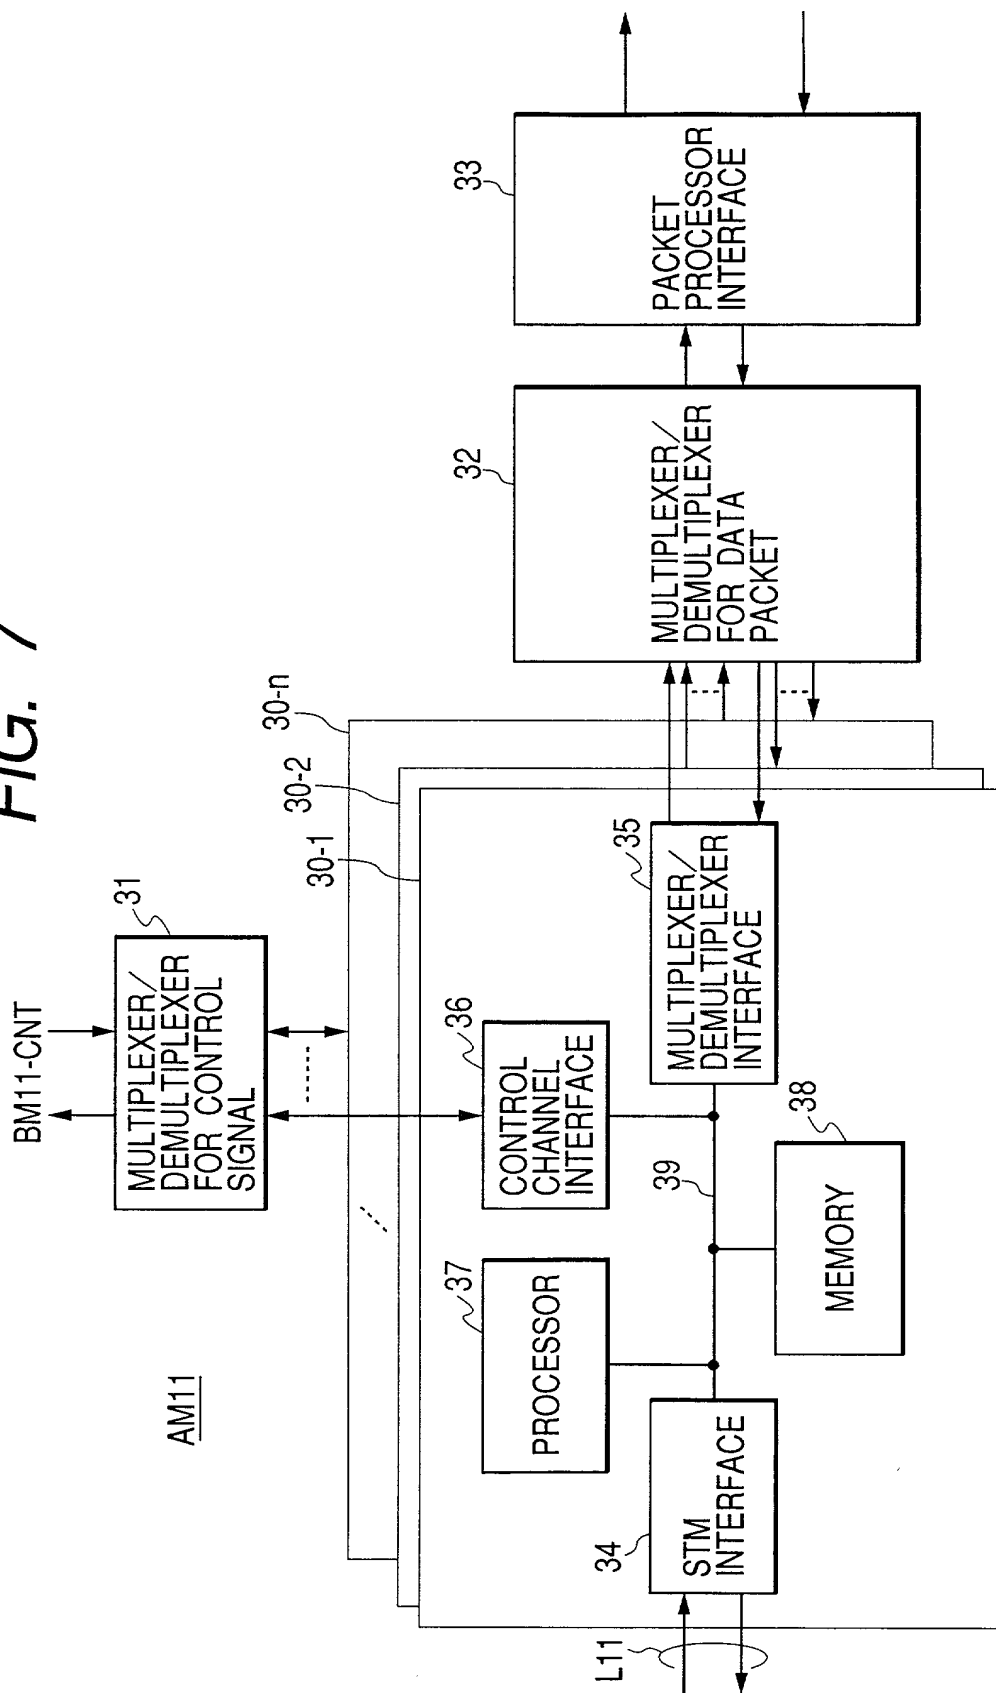 FIG. 7
AM11
BM11-CNT
31
MULTIPLEXER/
DEMULTIPLEXER
FOR CONTROL
SIGNAL
30-1
30-2
30-n
37
PROCESSOR
36
CONTROL
CHANNEL
INTERFACE
L11
34
STM
INTERFACE
39
35
MULTIPLEXER/
DEMULTIPLEXER
INTERFACE
38
MEMORY
32
MULTIPLEXER/
DEMULTIPLEXER
FOR DATA
PACKET
33
PACKET
PROCESSOR
INTERFACE